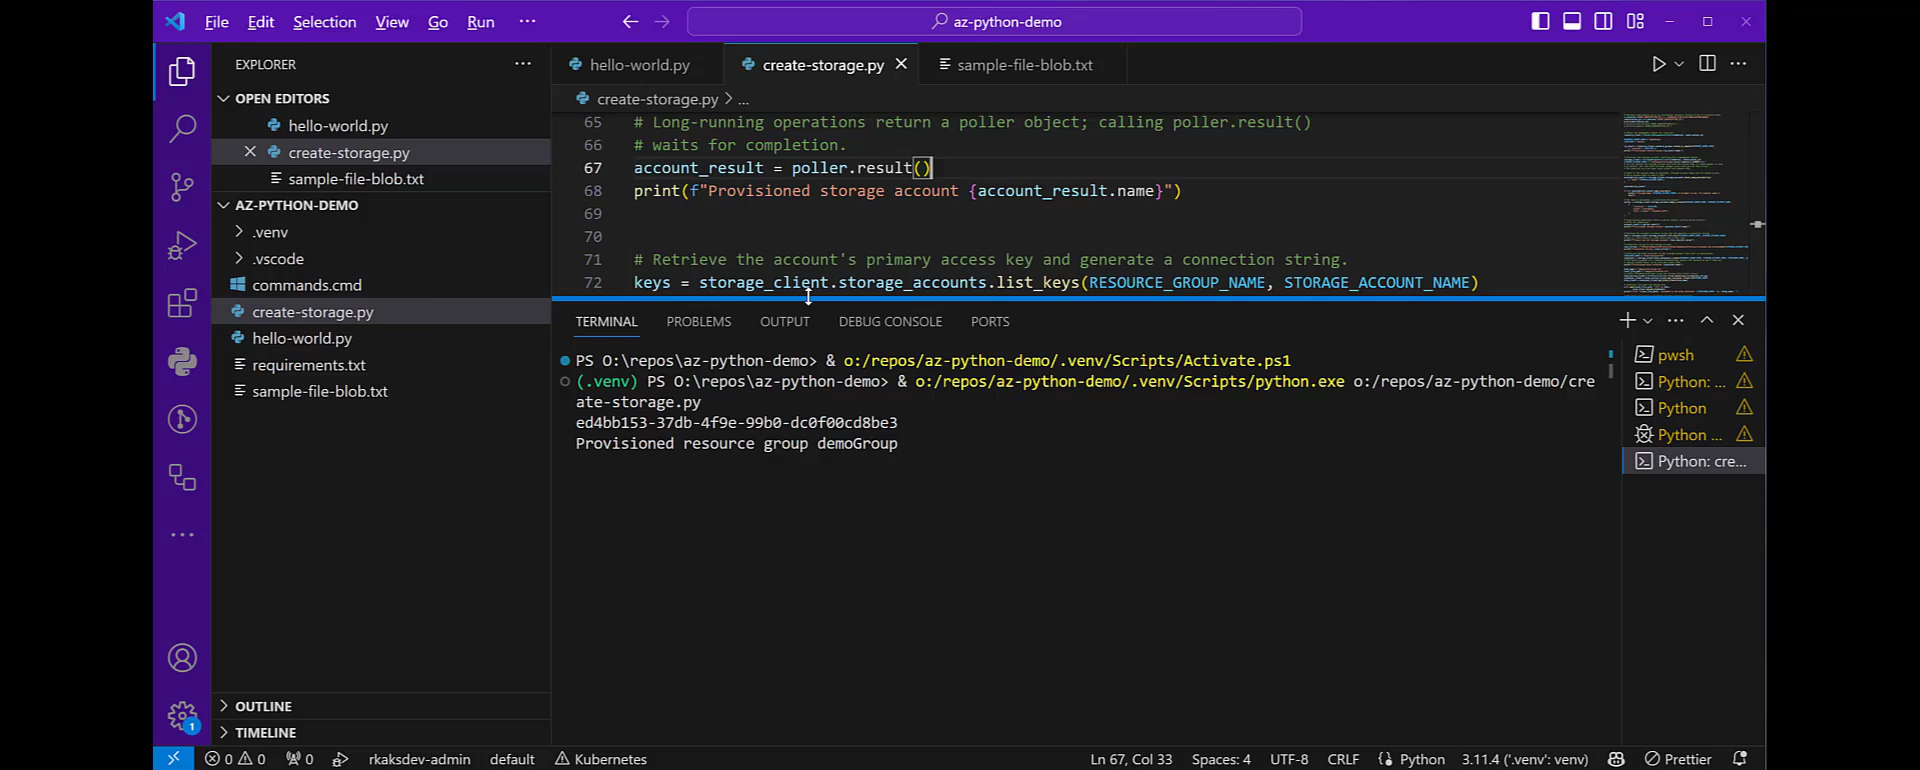 File Edit Selection View Go Run ··· az-python-demo
EXPLORER ···
OPEN EDITORS
hello-world.py
create-storage.py
sample-file-blob.txt
AZ-PYTHON-DEMO
.venv
.vscode
commands.cmd
create-storage.py
hello-world.py
requirements.txt
sample-file-blob.txt
OUTLINE
TIMELINE
hello-world.py create-storage.py sample-file-blob.txt
create-storage.py > ...
65 # Long-running operations return a poller object; calling poller.result()
66 # waits for completion.
67 account_result = poller.result()
68 print(f"Provisioned storage account {account_result.name}")
69
70
71 # Retrieve the account's primary access key and generate a connection string.
72 keys = storage_client.storage_accounts.list_keys(RESOURCE_GROUP_NAME, STORAGE_ACCOUNT_NAME)
TERMINAL PROBLEMS OUTPUT DEBUG CONSOLE PORTS
PS O:\repos\az-python-demo> & o:/repos/az-python-demo/.venv/Scripts/Activate.ps1
(.venv) PS O:\repos\az-python-demo> & o:/repos/az-python-demo/.venv/Scripts/python.exe o:/repos/az-python-demo/cre
ate-storage.py
ed4bb153-37db-4f9e-99b0-dc0f00cd8be3
Provisioned resource group demoGroup
pwsh
Python: ...
Python
Python ...
Python: cre...
1
0 0 0 rkaksdev-admin default Kubernetes Ln 67, Col 33 Spaces: 4 UTF-8 CRLF Python 3.11.4 ('.venv': venv) Prettier